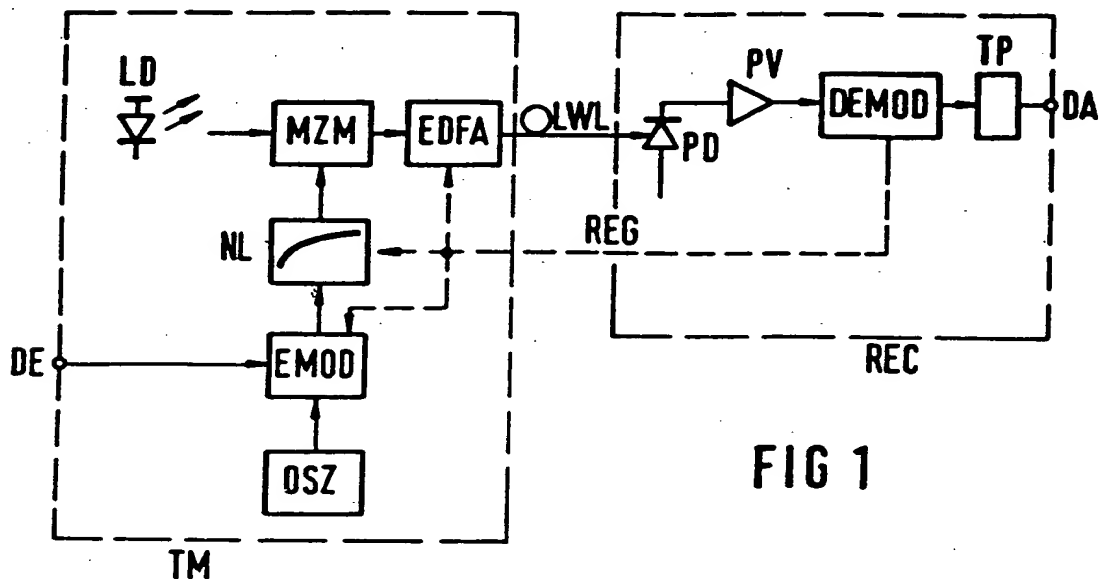 LD
MZM
EDFA
LWL
PD
PV
DEMOD
TP
DA
NL
REG
DE
EMOD
REC
OSZ
FIG 1
TM